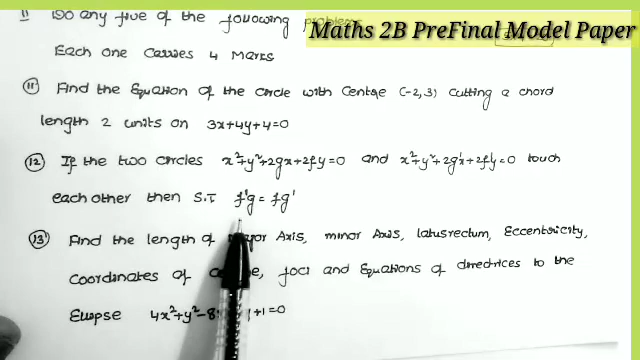 Maths 2B PreFinal Model Paper
11 Do any five of the following problems
Each one Carries 4 Marks
(11) Find the Equation of the circle with Centre (-2,3) cutting a chord
length 2 units on 3x+4y+4=0
(12) If the two circles x²+y²+2gx+2fy=0 and x²+y²+2g'x+2f'y=0 touch
each other then S.T f'g = fg'
(13) Find the length of Major Axis, minor Axis, latusrectum, Eccentricity,
Coordinates of foci and Equations of directrices to the
Ellipse 4x²+y²-8 +1=0